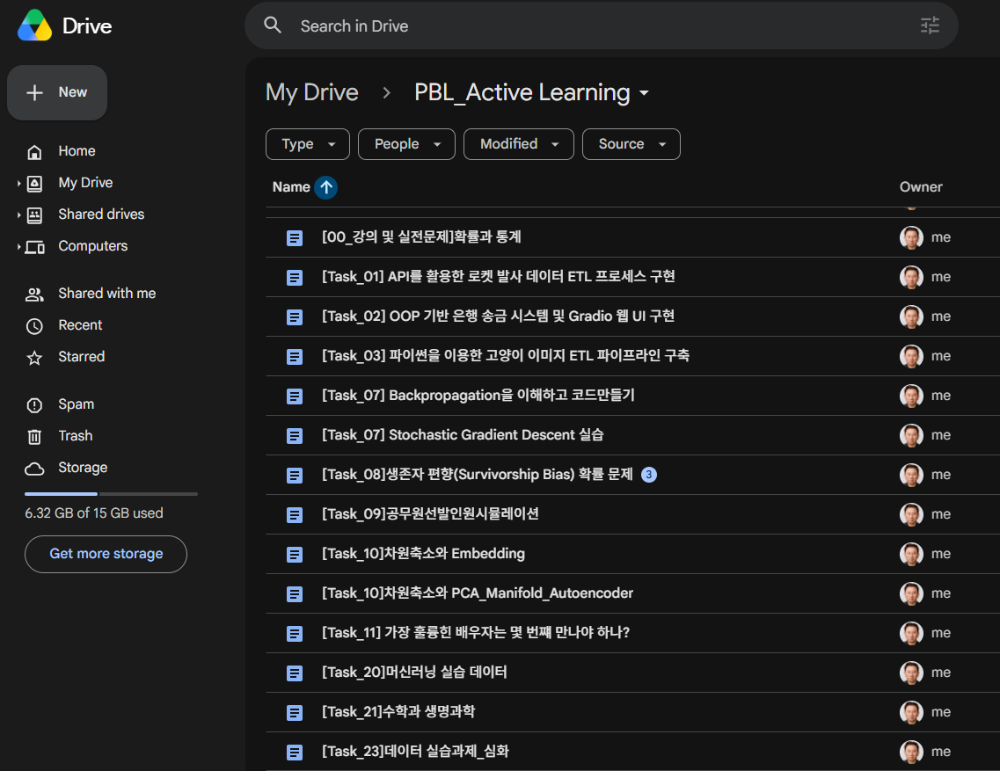 Drive
Search in Drive
New
My Drive > PBL_Active Learning
Type People Modified Source
Home
My Drive
Shared drives
Computers
Shared with me
Recent
Starred
Spam
Trash
Storage
6.32 GB of 15 GB used
Get more storage
Name Owner
[00_강의 및 실전문제]확률과 통계 me
[Task_01] API를 활용한 로켓 발사 데이터 ETL 프로세스 구현 me
[Task_02] OOP 기반 은행 송금 시스템 및 Gradio 웹 UI 구현 me
[Task_03] 파이썬을 이용한 고양이 이미지 ETL 파이프라인 구축 me
[Task_07] Backpropagation을 이해하고 코드만들기 me
[Task_07] Stochastic Gradient Descent 실습 me
[Task_08]생존자 편향(Survivorship Bias) 확률 문제 3 me
[Task_09]공무원선발인원시뮬레이션 me
[Task_10]차원축소와 Embedding me
[Task_10]차원축소와 PCA_Manifold_Autoencoder me
[Task_11] 가장 훌륭힌 배우자는 몇 번째 만나야 하나? me
[Task_20]머신러닝 실습 데이터 me
[Task_21]수학과 생명과학 me
[Task_23]데이터 실습과제_심화 me